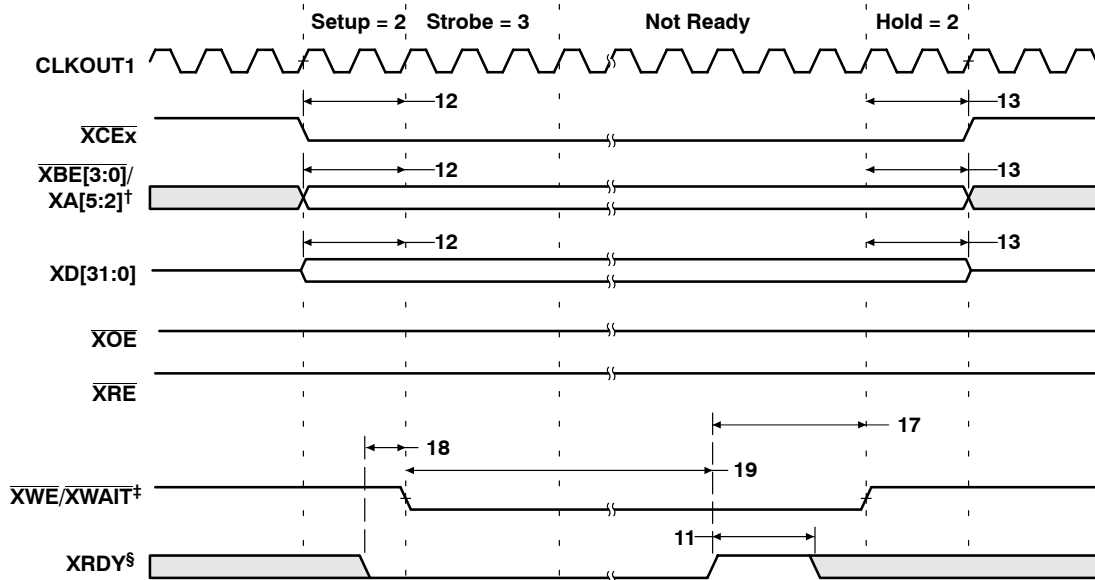 Setup = 2 Strobe = 3 Not Ready Hold = 2
CLKOUT1
12 13
XCEx
XBE[3:0]/ 12 13
XA[5:2]†
12 13
XD[31:0]
XOE
XRE
17
18
19
XWE/XWAIT‡
11
XRDY§